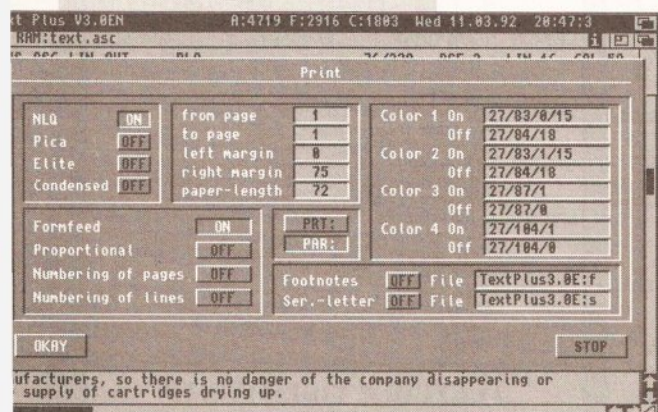 ct Plus V3.0EN A:4719 F:2916 C:1803 Wed 11.03.92 20:47:3
RAM:text.asc
Print
NLQ ON
Pica OFF
Elite OFF
Condensed OFF
from page 1
to page 1
left margin 0
right margin 75
paper-length 72
Color 1 On 27/83/0/15
Off 27/84/18
Color 2 On 27/83/1/15
Off 27/84/18
Color 3 On 27/87/1
Off 27/87/0
Color 4 On 27/104/1
Off 27/104/0
Formfeed ON
Proportional OFF
Numbering of pages OFF
Numbering of lines OFF
PRT:
PAR:
Footnotes OFF File TextPlus3.0E:f
Ser.-letter OFF File TextPlus3.0E:s
OKAY STOP
ufacturers, so there is no danger of the company disappearing or
supply of cartridges drying up.